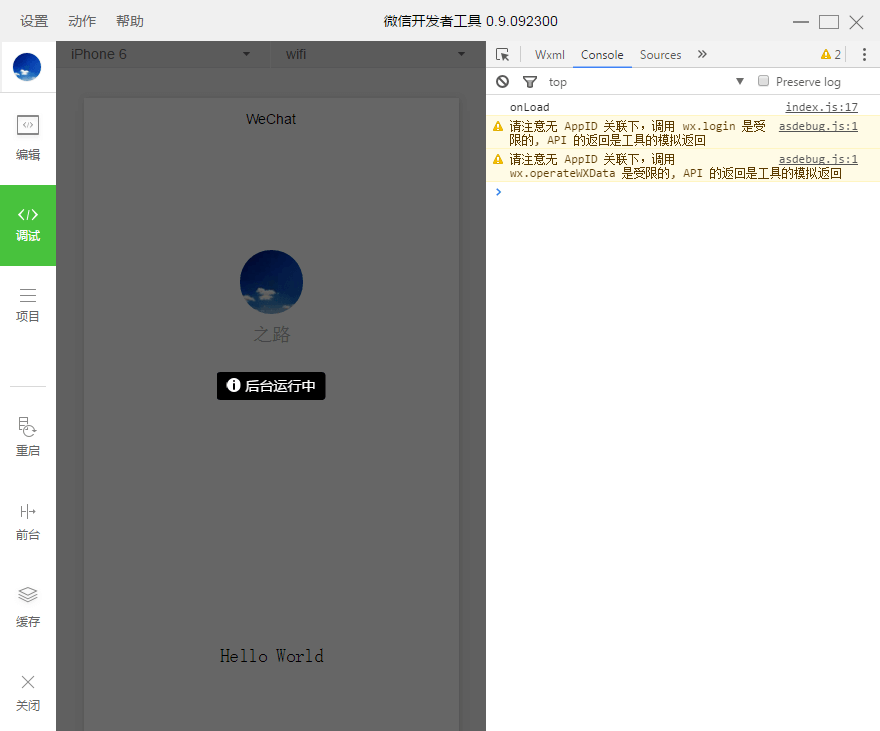 设置 动作 帮助 微信开发者工具 0.9.092300
编辑
调试
项目
重启
前台
缓存
关闭
iPhone 6 wifi
WeChat
之路
后台运行中
Hello World
Wxml Console Sources » 2
top Preserve log
onLoad index.js:17
请注意无 AppID 关联下，调用 wx.login 是受 asdebug.js:1
限的, API 的返回是工具的模拟返回
请注意无 AppID 关联下，调用 asdebug.js:1
wx.operateWXData 是受限的, API 的返回是工具的模拟返回